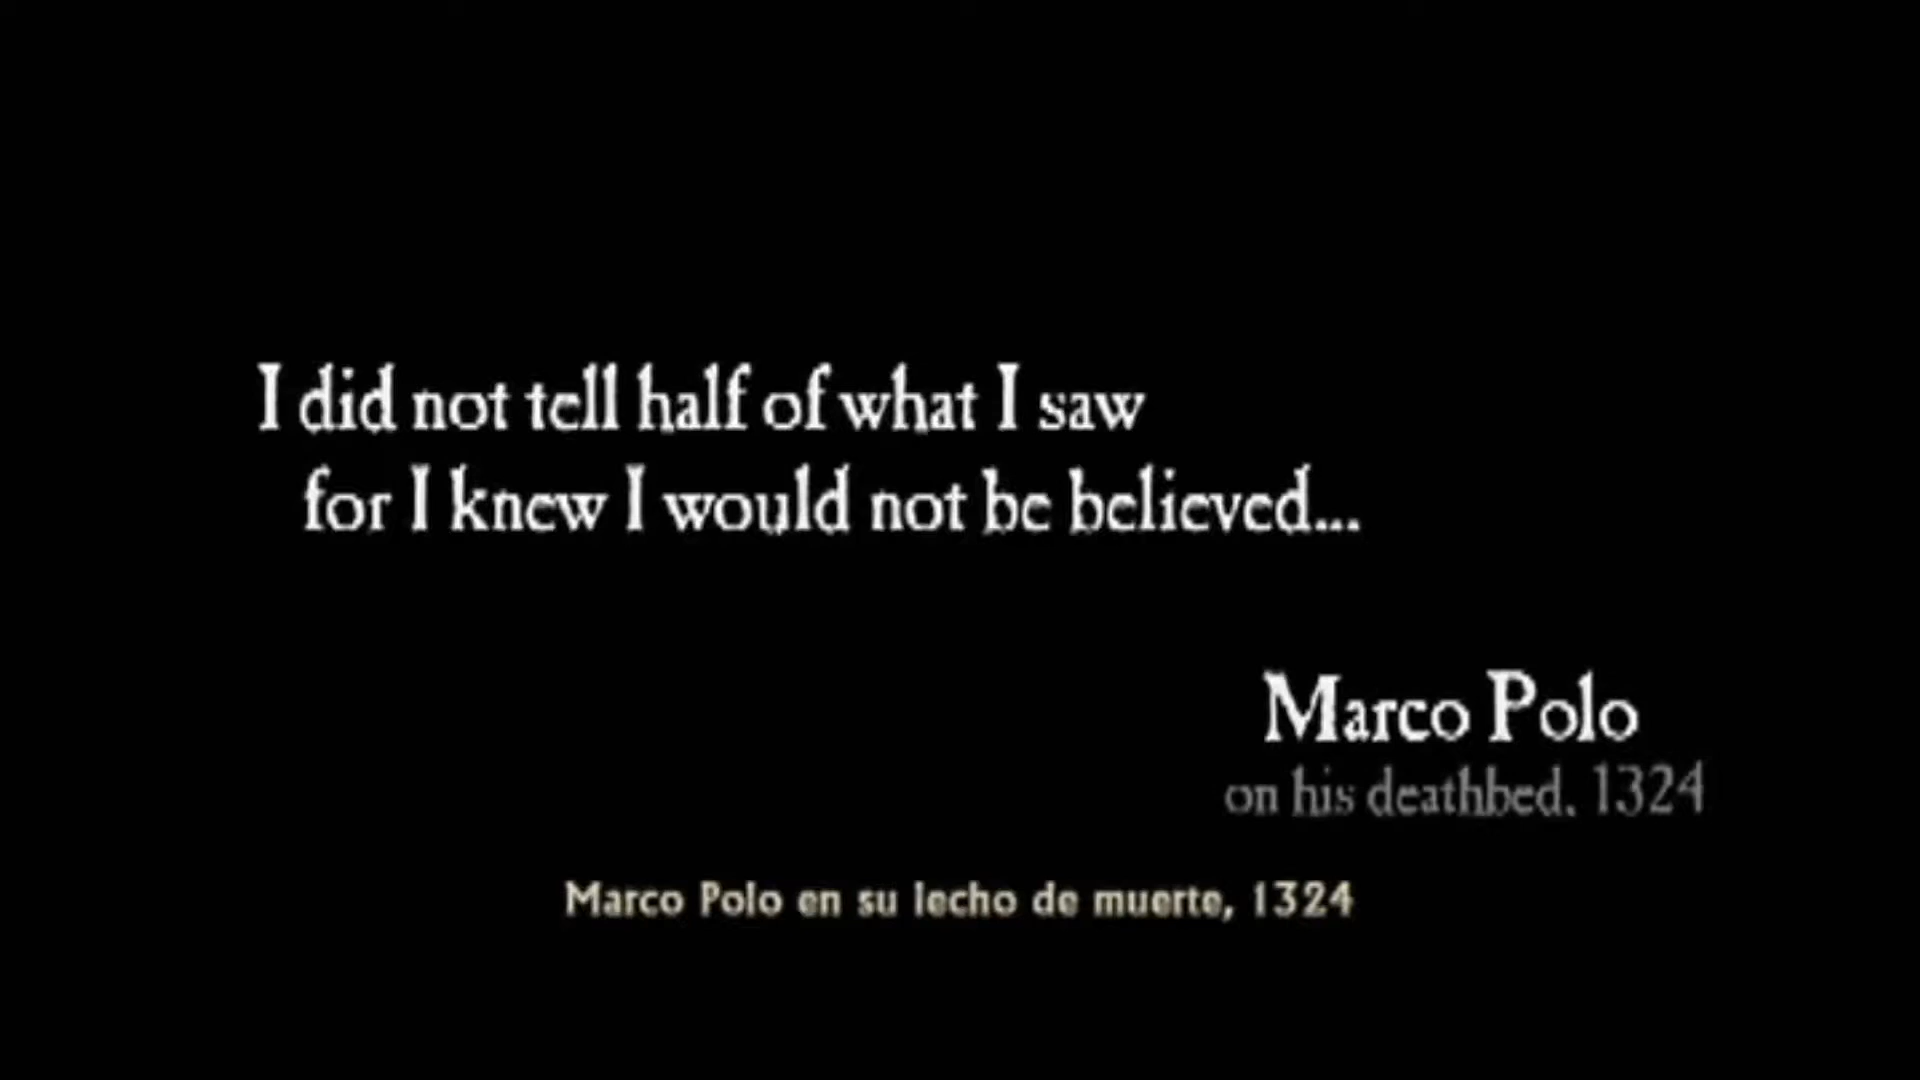 I did not tell half of what I saw
for I knew I would not be believed...
Marco Polo
on his deathbed, 1324
Marco Polo en su lecho de muerte, 1324